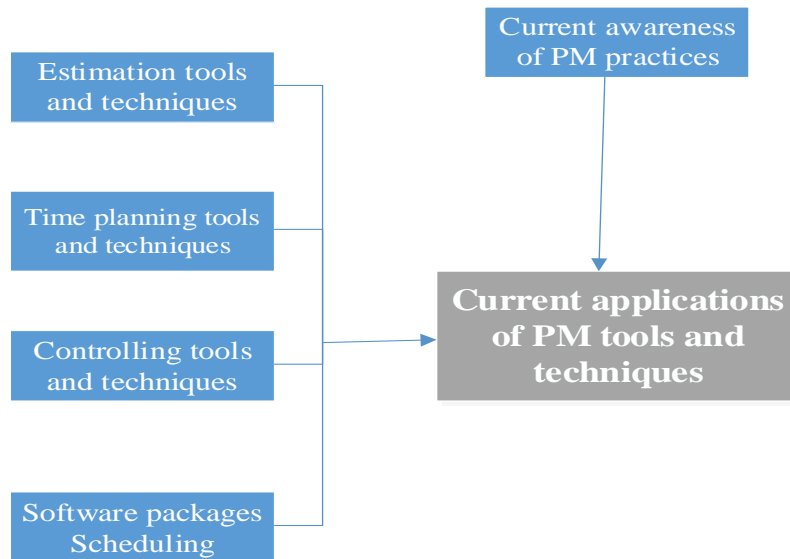 Current awareness
of PM practices
Estimation tools
and techniques
Time planning tools
and techniques
Current applications
of PM tools and
techniques
Controlling tools
and techniques
Software packages
Scheduling